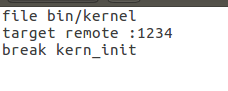 file bin/kernel
target remote :1234
break kern_init